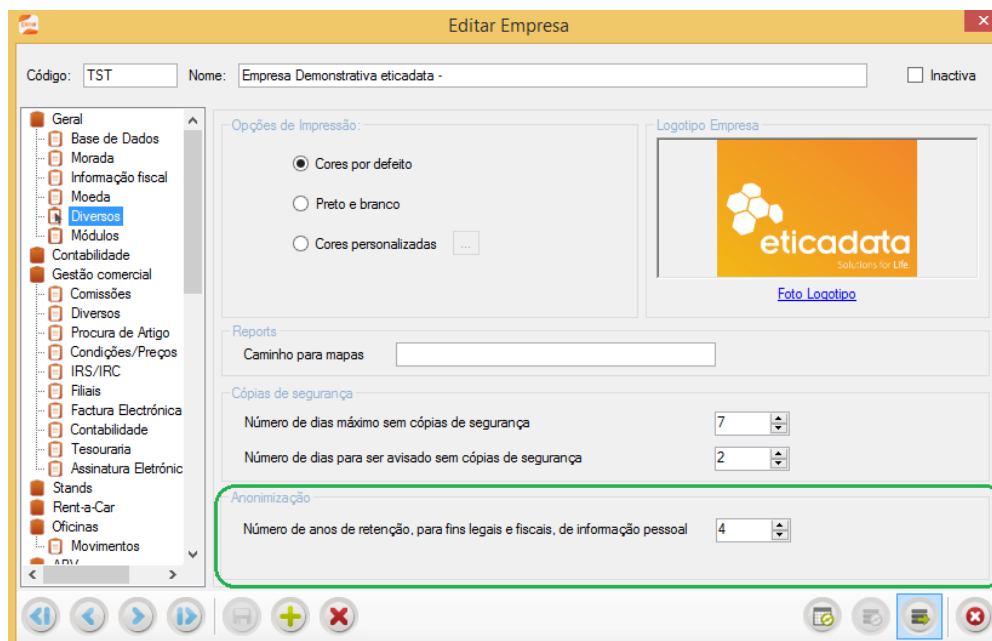 Editar Empresa
Código: TST Nome: Empresa Demonstrativa eticadata - Inactiva
Geral
Base de Dados
Morada
Informação fiscal
Moeda
Diversos
Módulos
Contabilidade
Gestão comercial
Comissões
Diversos
Procura de Artigo
Condições/Preços
IRS/IRC
Filiais
Factura Electrónica
Contabilidade
Tesouraria
Assinatura Eletrónic
Stands
Rent-a-Car
Oficinas
Movimentos
Opções de Impressão:
Cores por defeito
Preto e branco
Cores personalizadas ...
Logotipo Empresa
eticadata
Solutions for Life.
Foto Logotipo
Reports
Caminho para mapas
Cópias de segurança
Número de dias máximo sem cópias de segurança 7
Número de dias para ser avisado sem cópias de segurança 2
Anonimização
Número de anos de retenção, para fins legais e fiscais, de informação pessoal 4